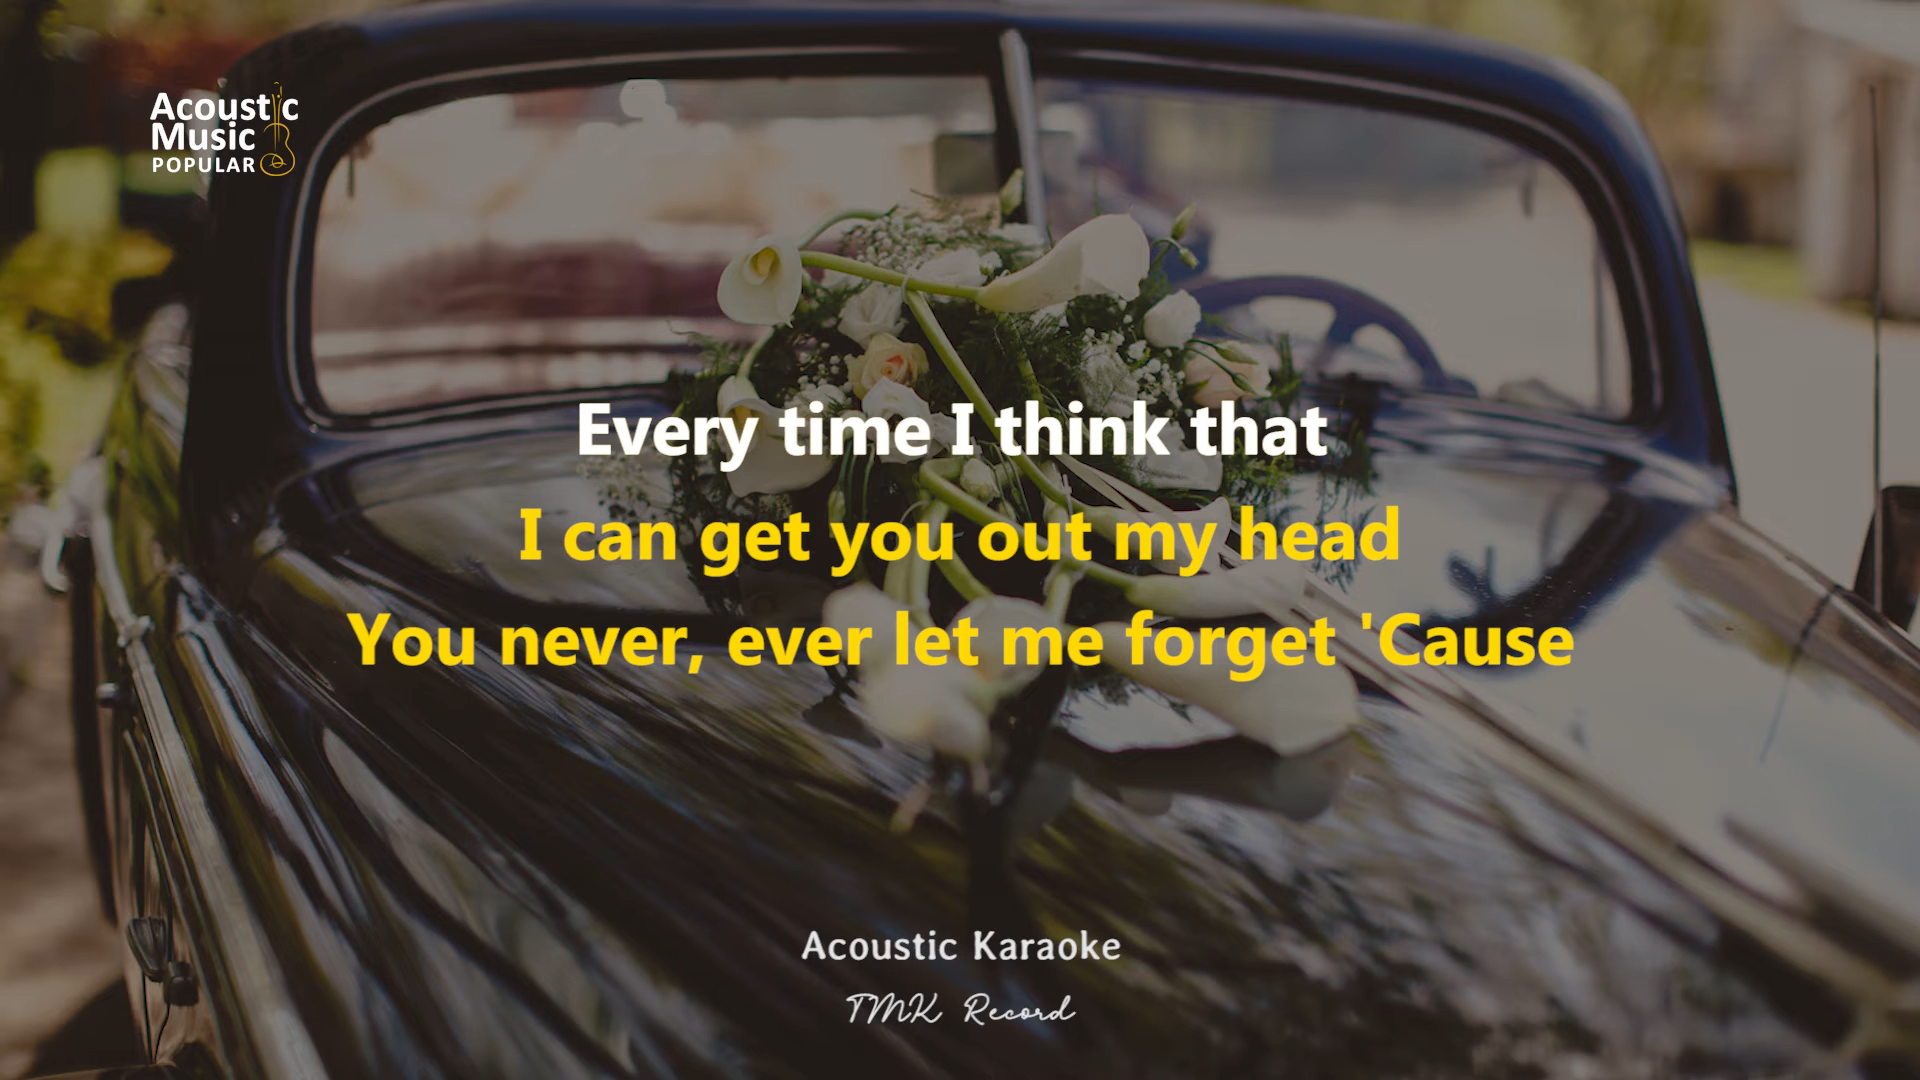 Acoustic
Music
POPULAR
Every time I think that
I can get you out my head
You never, ever let me forget 'Cause
Acoustic Karaoke
TMK Record